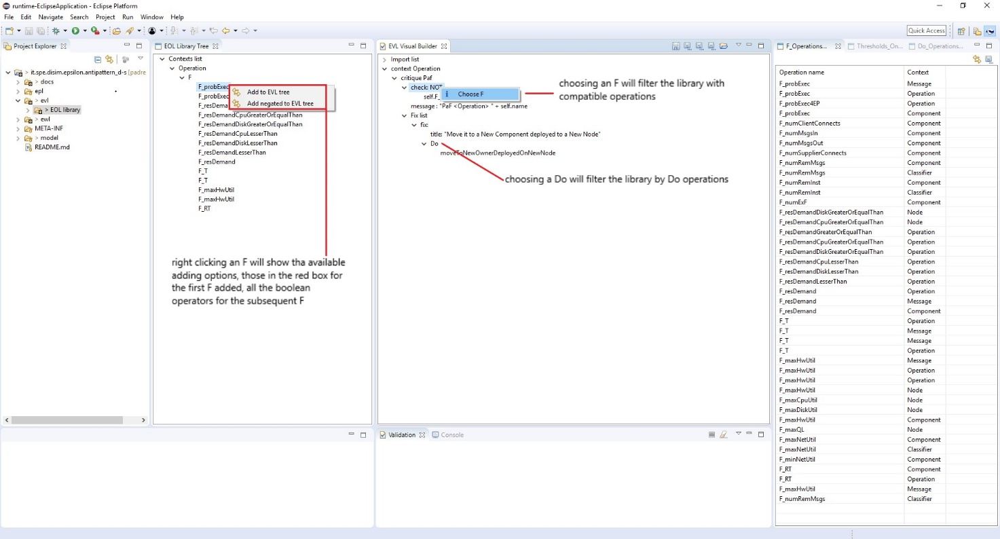 runtime-EclipseApplication - Eclipse Platform
File Edit Navigate Search Project Run Window Help
Quick Access
Project Explorer
> it.spe.disim.epsilon.antipattern_d-s [padre
> docs
epl
> evl
> EOL library
> ewl
META-INF
> model
README.md
EOL Library Tree
Contexts list
Operation
F
F_probExec
F_probExec
F_resDema
F_resDemandCpuGreaterOrEqualThan
F_resDemandDiskGreaterOrEqualThan
F_resDemandCpuLesserThan
F_resDemandDiskLesserThan
F_resDemandLesserThan
F_resDemand
F_T
F_T
F_maxHwUtil
F_maxHwUtil
F_RT
Add to EVL tree
Add negated to EVL tree
right clicking an F will show tha available
adding options, those in the red box for
the first F added, all the boolean
operators for the subsequent F
EVL Visual Builder
Import list
context Operation
critique Paf
check: NOT
self.F_
message : "PaF <Operation> " + self.name
Fix list
fix:
title: "Move it to a New Component deployed to a New Node"
Do
moveToNewOwnerDeployedOnNewNode
Choose F
choosing an F will filter the library with
compatible operations
choosing a Do will filter the library by Do operations
Validation Console
F_Operations... Thresholds_On... Do_Operations...
Operation name Context
F_probExec Message
F_probExec Operation
F_probExec4EP Operation
F_probExec Component
F_numClientConnects Component
F_numMsgsIn Component
F_numMsgsOut Component
F_numSupplierConnects Component
F_numRemMsgs Component
F_numRemMsgs Classifier
F_numRemInst Component
F_numRemInst Classifier
F_numExF Component
F_resDemandDiskGreaterOrEqualThan Node
F_resDemandCpuGreaterOrEqualThan Node
F_resDemandGreaterOrEqualThan Operation
F_resDemandCpuGreaterOrEqualThan Operation
F_resDemandDiskGreaterOrEqualThan Operation
F_resDemandCpuLesserThan Operation
F_resDemandDiskLesserThan Operation
F_resDemandLesserThan Operation
F_resDemand Operation
F_resDemand Message
F_resDemand Component
F_T Operation
F_T Message
F_T Message
F_T Operation
F_maxHwUtil Message
F_maxHwUtil Operation
F_maxHwUtil Operation
F_maxHwUtil Node
F_maxCpuUtil Node
F_maxDiskUtil Node
F_maxHwUtil Component
F_maxQL Node
F_maxNetUtil Component
F_maxNetUtil Classifier
F_minNetUtil Component
F_RT Component
F_RT Operation
F_maxHwUtil Message
F_numRemMsgs Classifier